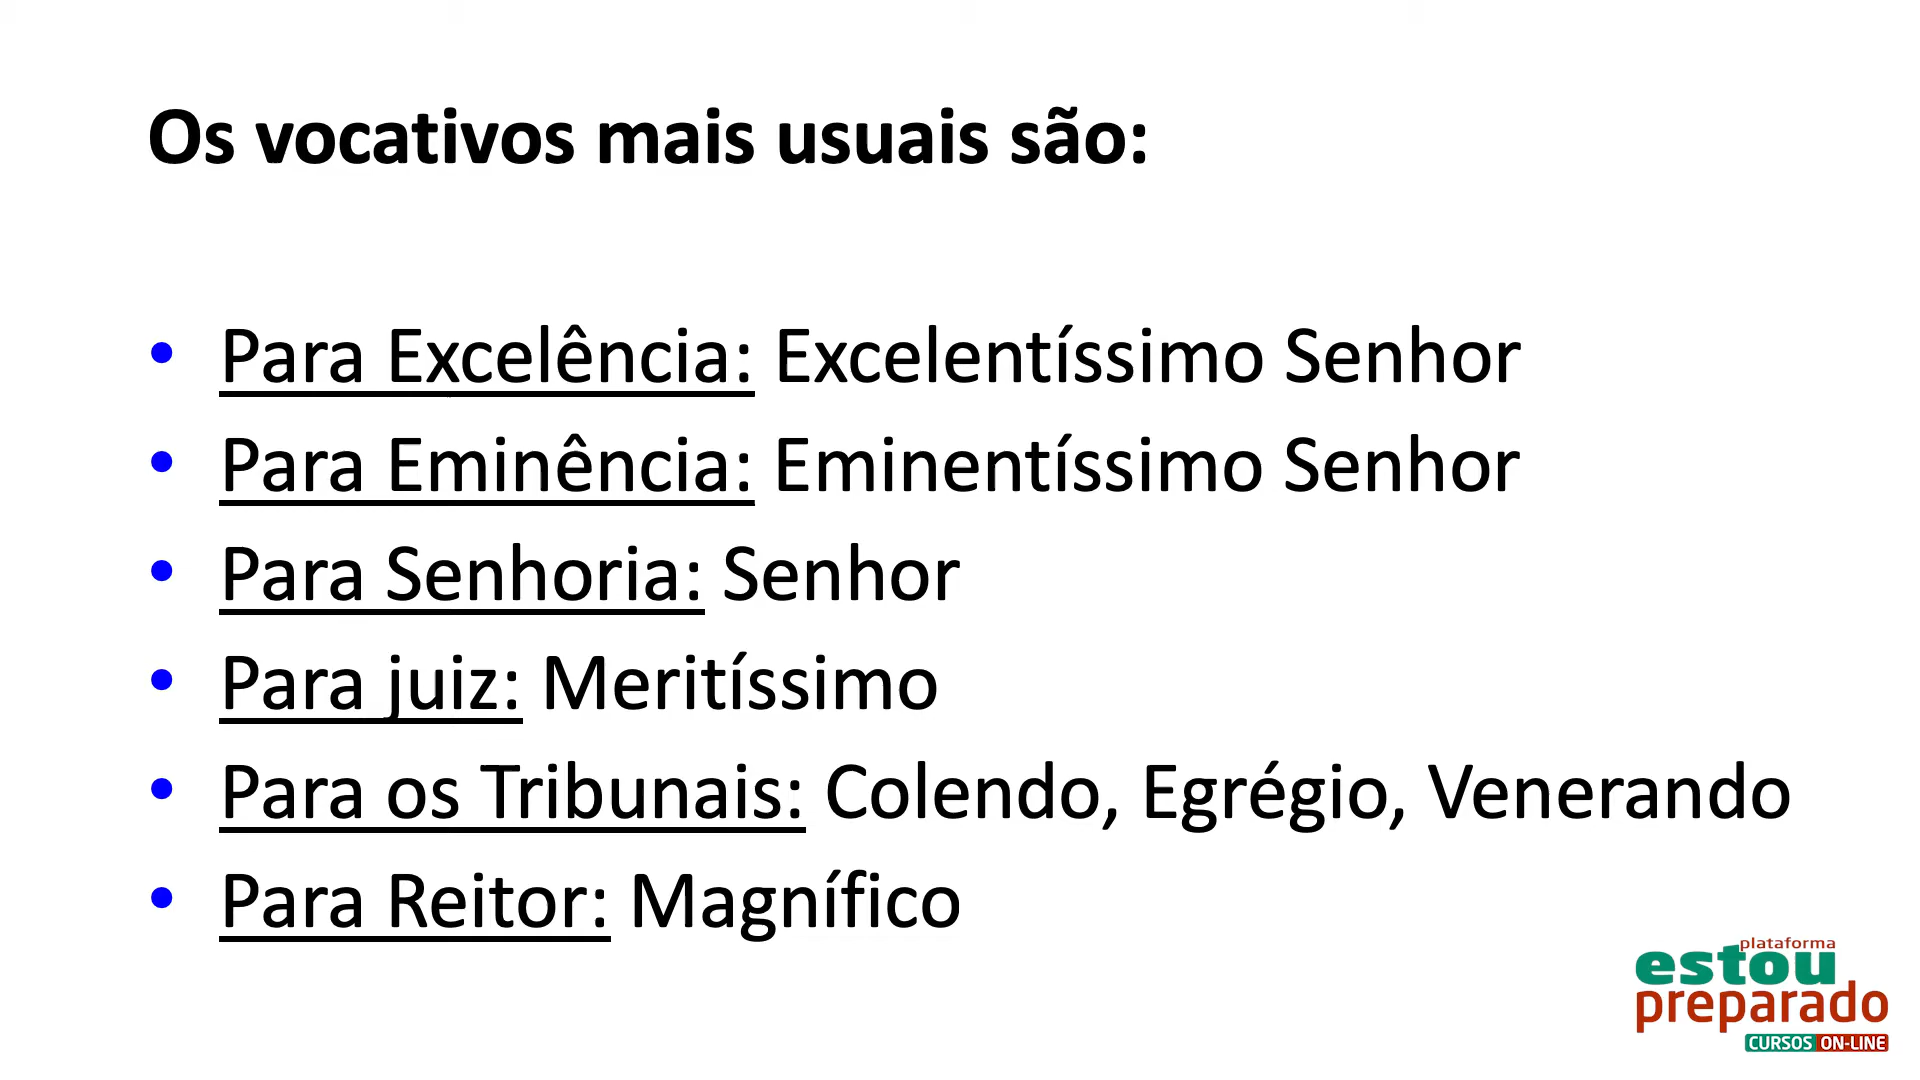 Os vocativos mais usuais são:
• Para Excelência: Excelentíssimo Senhor
• Para Eminência: Eminentíssimo Senhor
• Para Senhoria: Senhor
• Para juiz: Meritíssimo
• Para os Tribunais: Colendo, Egrégio, Venerando
• Para Reitor: Magnífico
plataforma
estou
preparado
CURSOS ON-LINE